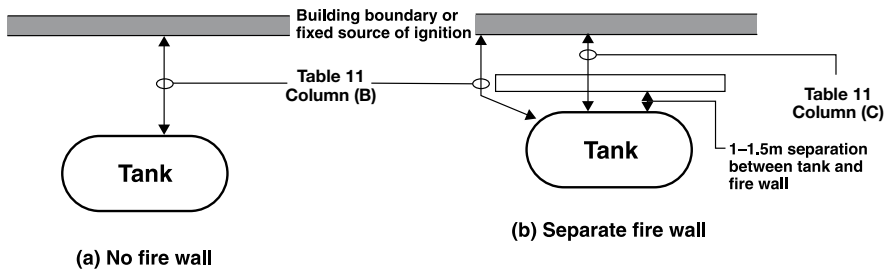 Building boundary or
fixed source of ignition
Table 11
Column (B)
Table 11
Column (C)
Tank
Tank
1–1.5m separation
between tank and
fire wall
(a) No fire wall
(b) Separate fire wall